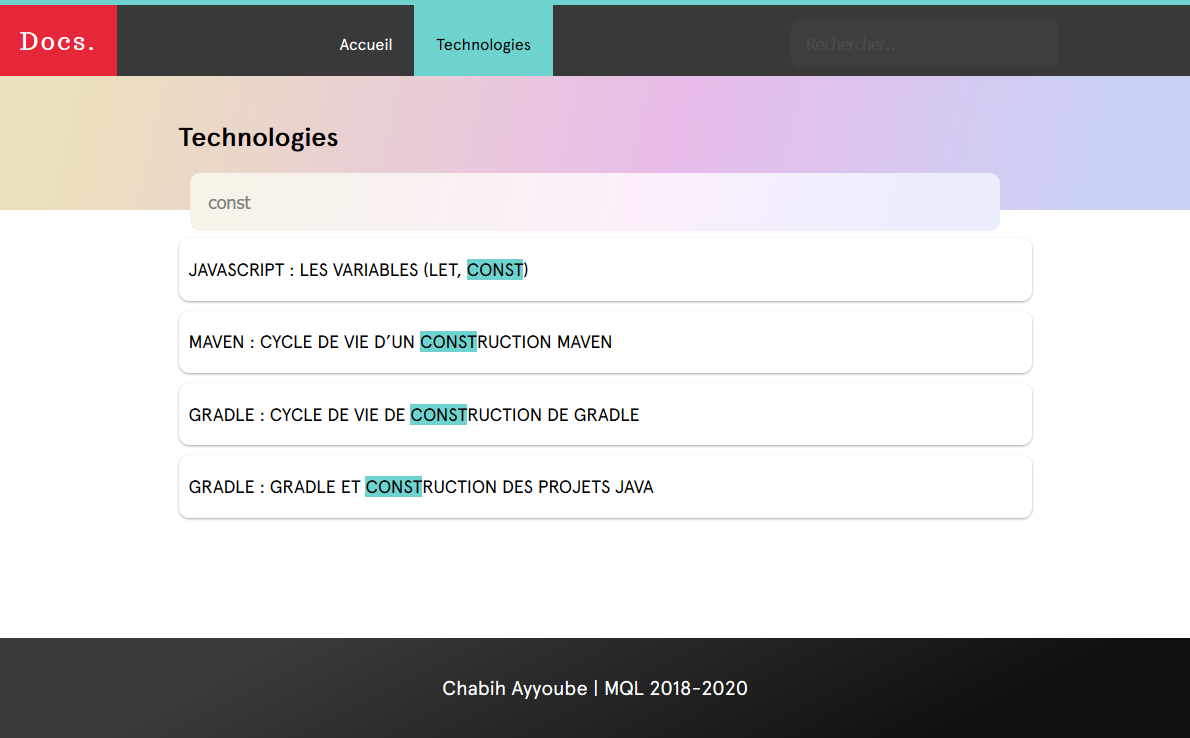 Docs.
Accueil
Technologies
Rechercher..
Technologies
const
JAVASCRIPT : LES VARIABLES (LET, CONST)
MAVEN : CYCLE DE VIE D’UN CONSTRUCTION MAVEN
GRADLE : CYCLE DE VIE DE CONSTRUCTION DE GRADLE
GRADLE : GRADLE ET CONSTRUCTION DES PROJETS JAVA
Chabih Ayyoube | MQL 2018-2020